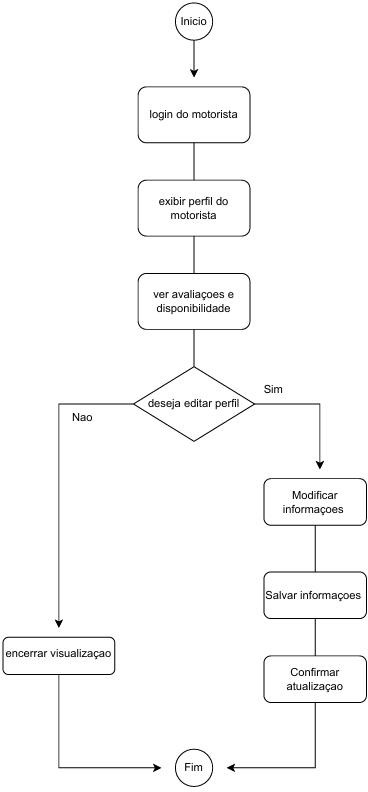 Inicio
login do motorista
exibir perfil do
motorista
ver avaliaçoes e
disponibilidade
deseja editar perfil
Sim
Nao
Modificar
informaçoes
Salvar informaçoes
encerrar visualização
Confirmar
atualizaçao
Fim